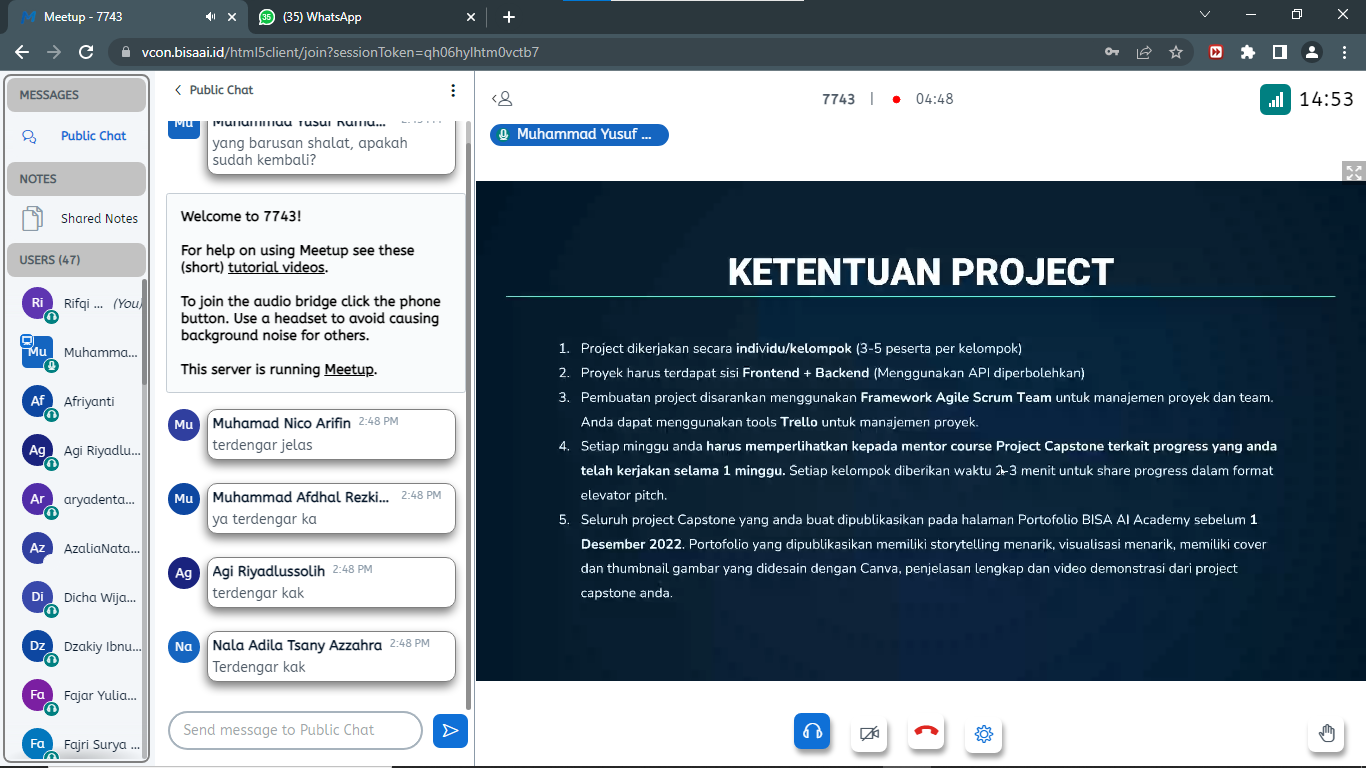 Meetup - 7743
(35) WhatsApp
vcon.bisaai.id/html5client/join?sessionToken=qh06hylhtm0vctb7
MESSAGES
Public Chat
NOTES
Shared Notes
USERS (47)
Ri
Rifqi ... (You)
Mu
Muhamma...
Af
Afriyanti
Ag
Agi Riyadlu...
Ar
aryadenta...
Az
AzaliaNata...
Di
Dicha Wija...
Dz
Dzakiy Ibnu...
Fa
Fajar Yulia...
Fa
Fajri Surya ...
Public Chat
Mu
Muhammad Yusuf Rama...
yang barusan shalat, apakah
sudah kembali?
Welcome to 7743!
For help on using Meetup see these
(short) tutorial videos.
To join the audio bridge click the phone
button. Use a headset to avoid causing
background noise for others.
This server is running Meetup.
Mu
Muhamad Nico Arifin 2:48 PM
terdengar jelas
Mu
Muhammad Afdhal Rezki... 2:48 PM
ya terdengar ka
Ag
Agi Riyadlussolih 2:48 PM
terdengar kak
Na
Nala Adila Tsany Azzahra 2:48 PM
Terdengar kak
Send message to Public Chat
7743 | 04:48
14:53
Muhammad Yusuf ...
KETENTUAN PROJECT
1. Project dikerjakan secara individu/kelompok (3-5 peserta per kelompok)
2. Proyek harus terdapat sisi Frontend + Backend (Menggunakan API diperbolehkan)
3. Pembuatan project disarankan menggunakan Framework Agile Scrum Team untuk manajemen proyek dan team.
Anda dapat menggunakan tools Trello untuk manajemen proyek.
4. Setiap minggu anda harus memperlihatkan kepada mentor course Project Capstone terkait progress yang anda
telah kerjakan selama 1 minggu. Setiap kelompok diberikan waktu 2-3 menit untuk share progress dalam format
elevator pitch.
5. Seluruh project Capstone yang anda buat dipublikasikan pada halaman Portofolio BISA AI Academy sebelum 1
Desember 2022. Portofolio yang dipublikasikan memiliki storytelling menarik, visualisasi menarik, memiliki cover
dan thumbnail gambar yang didesain dengan Canva, penjelasan lengkap dan video demonstrasi dari project
capstone anda.